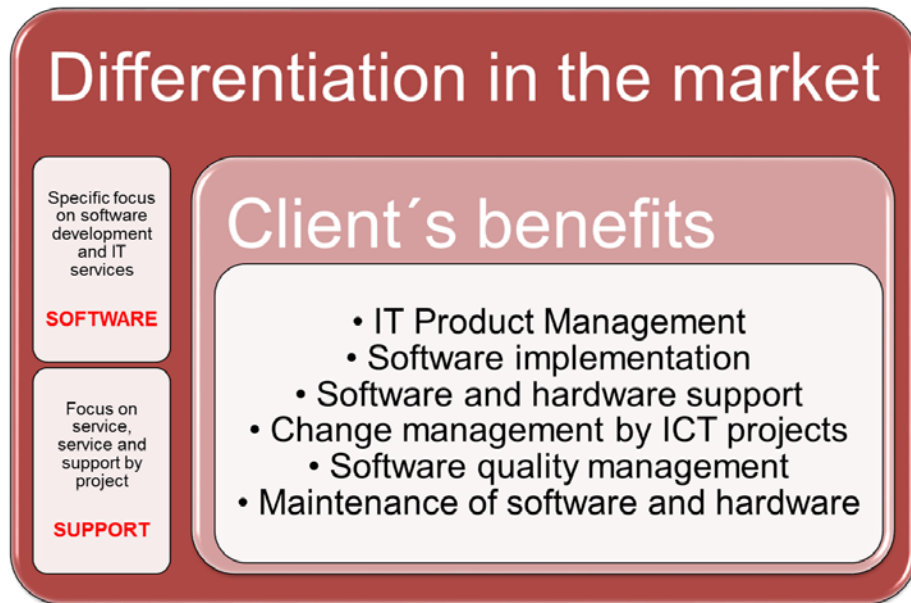 Differentiation in the market
Specific focus
on software
development
and IT
services
SOFTWARE
Focus on
service,
service and
support by
project
SUPPORT
Client´s benefits
• IT Product Management
• Software implementation
• Software and hardware support
• Change management by ICT projects
• Software quality management
• Maintenance of software and hardware